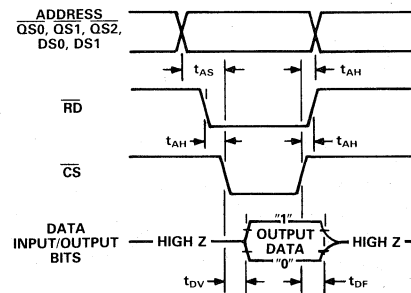 ADDRESS
QS0, QS1, QS2,
DS0, DS1
tAS
tAH
RD
tAH
tAH
CS
DATA
INPUT/OUTPUT
BITS
HIGH Z
"1"
OUTPUT
DATA
"0"
HIGH Z
tDV
tDF